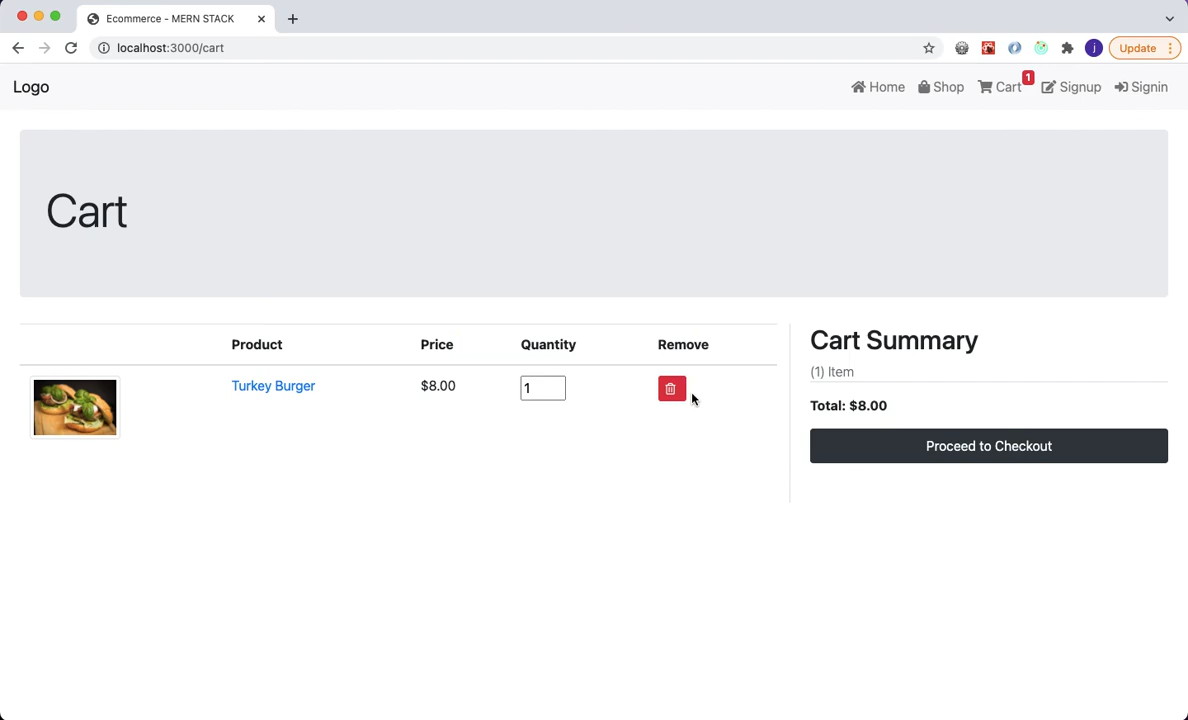 Ecommerce - MERN STACK
localhost:3000/cart
j
Update
Logo
Home
Shop
Cart
1
Signup
Signin
Cart
Product Price Quantity Remove
Turkey Burger $8.00 1
Cart Summary
(1) Item
Total: $8.00
Proceed to Checkout